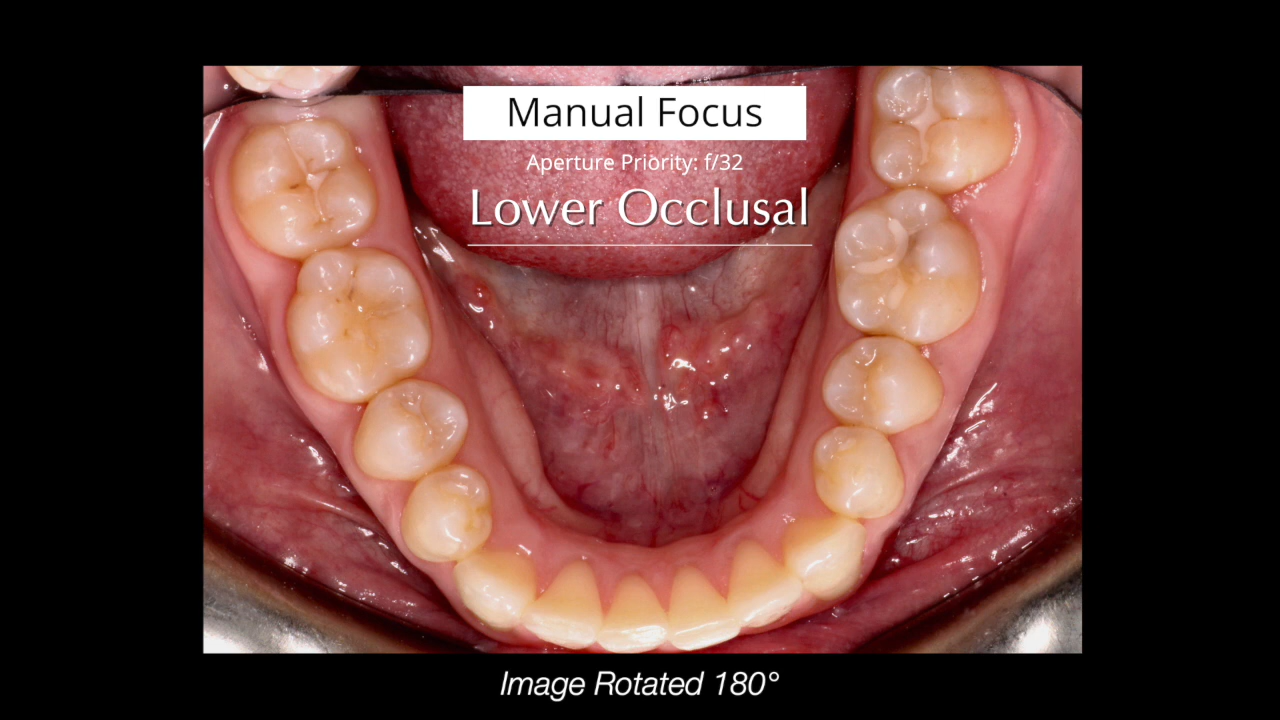 Manual Focus
Aperture Priority: f/32
Lower Occlusal
Image Rotated 180°